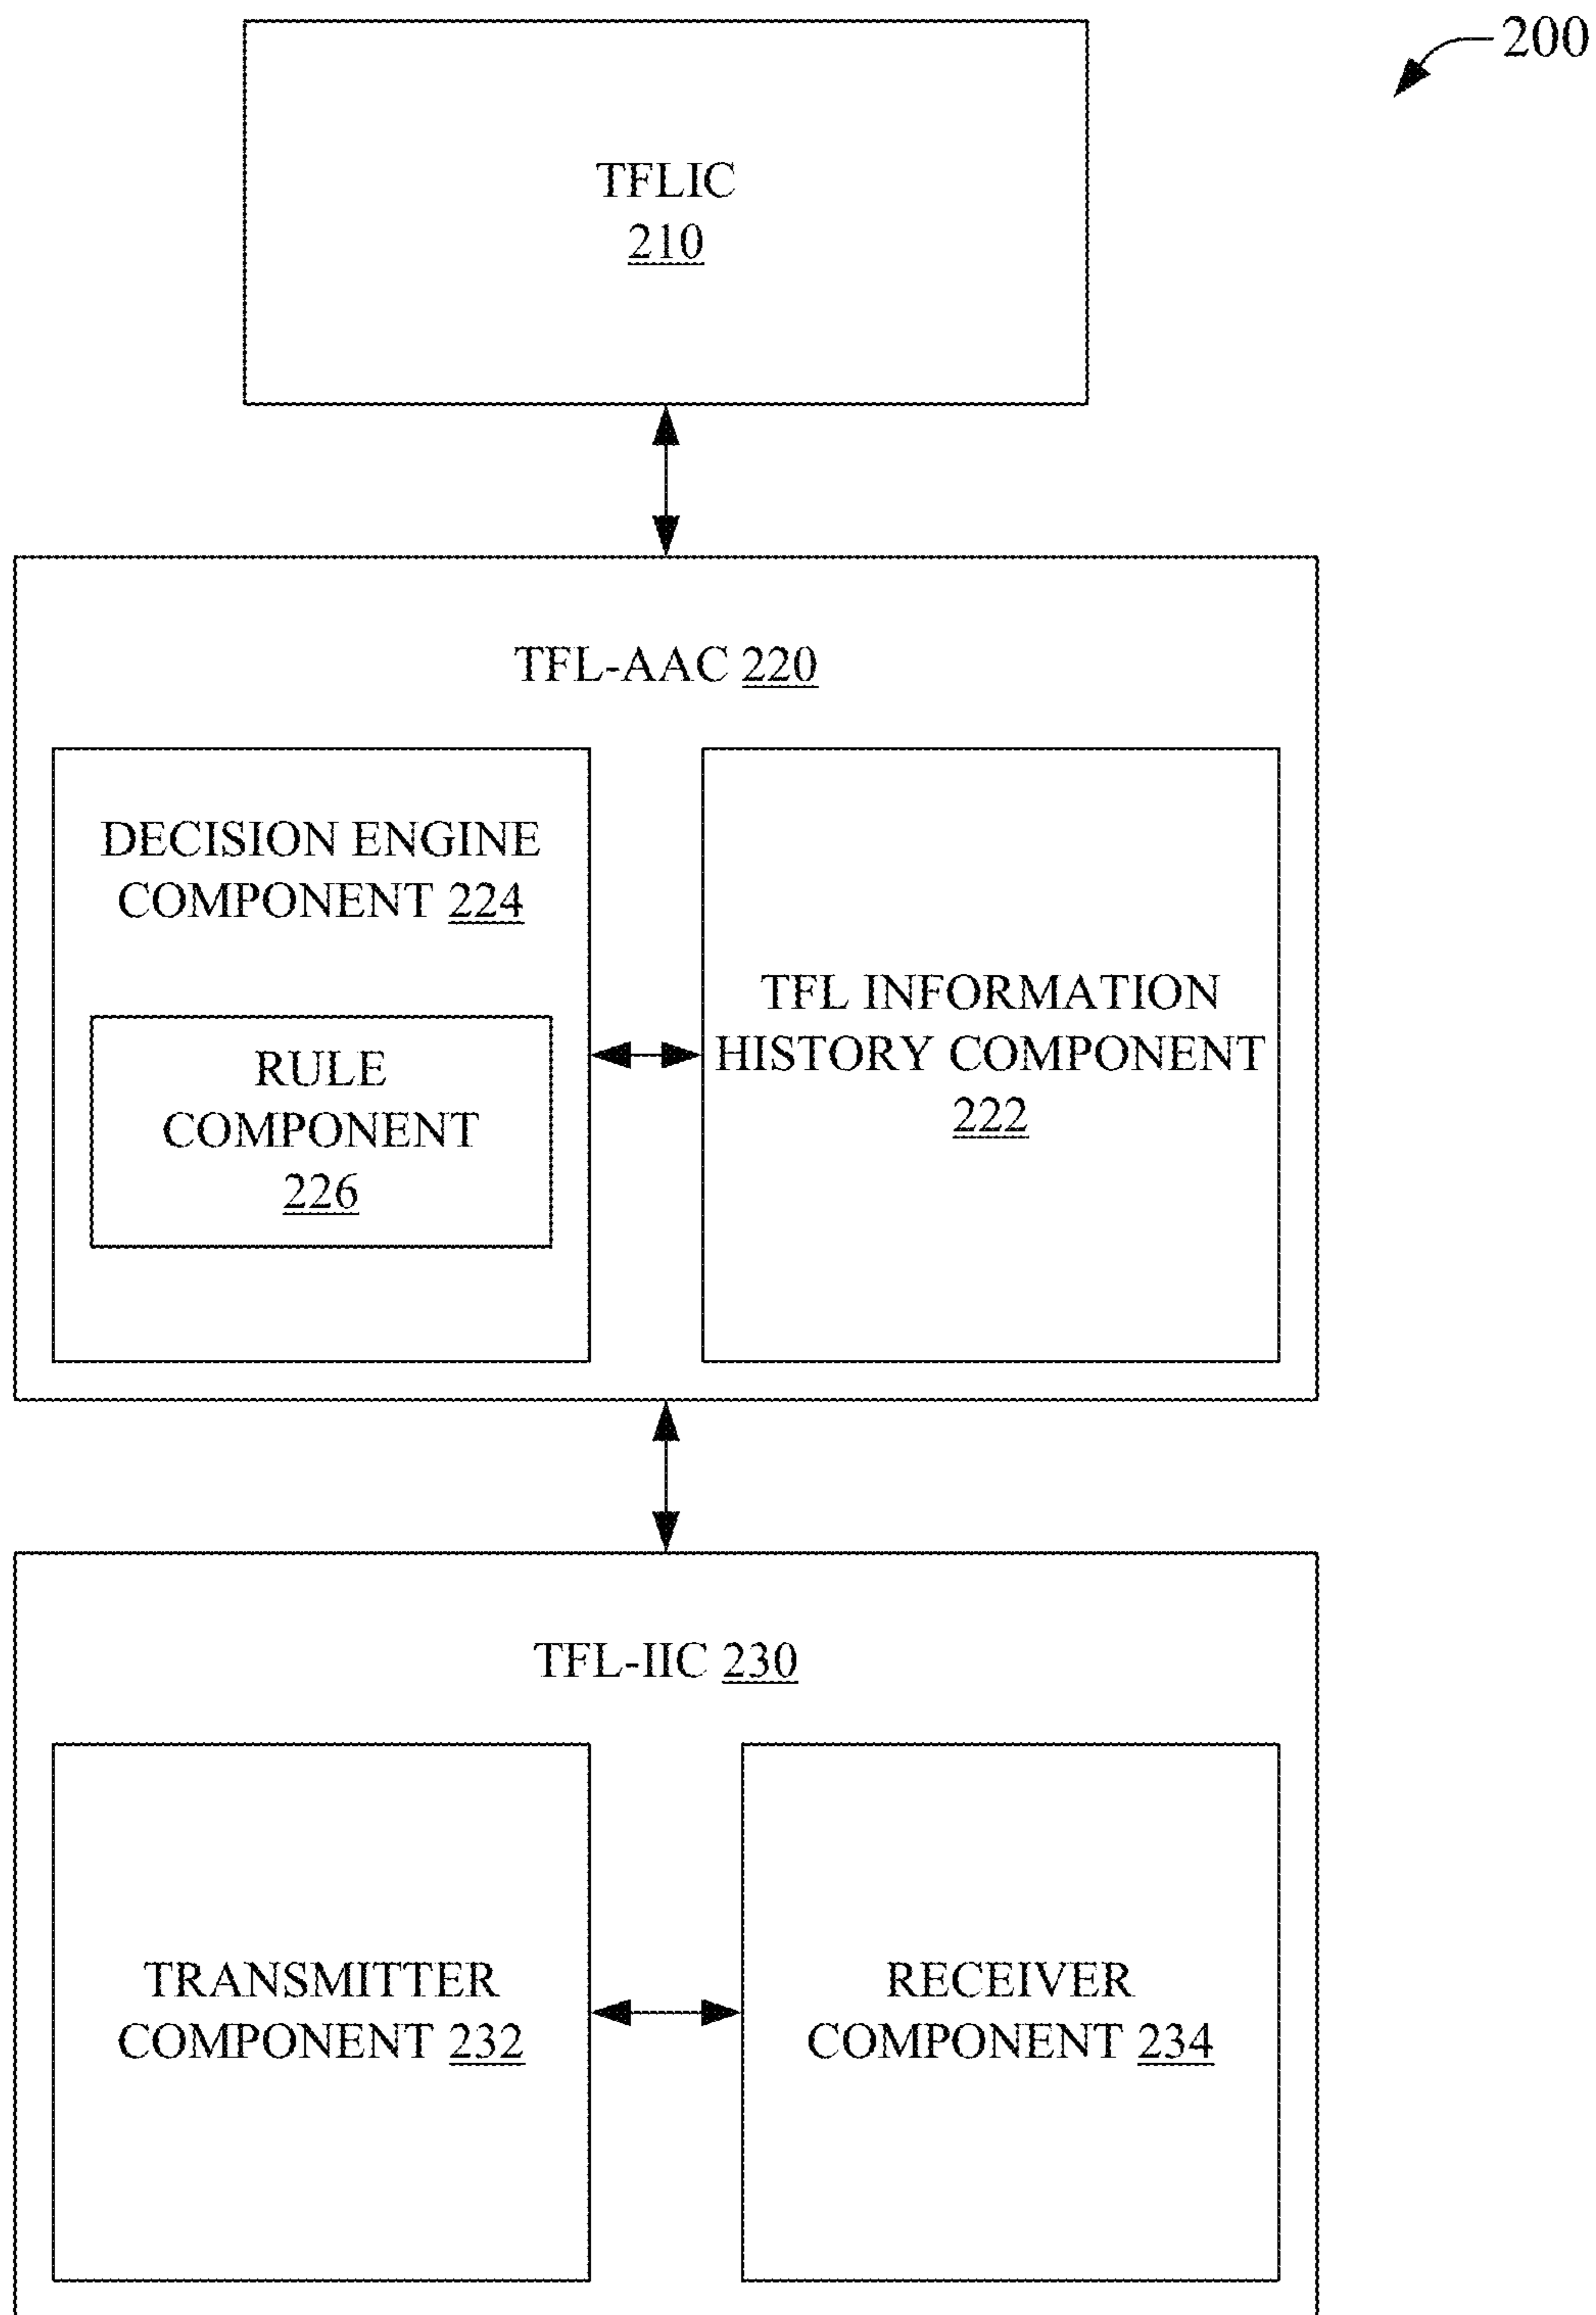 200
TFLIC
210
TFL-AAC 220
DECISION ENGINE
COMPONENT 224
RULE
COMPONENT
226
TFL INFORMATION
HISTORY COMPONENT
222
TFL-IIC 230
TRANSMITTER
COMPONENT 232
RECEIVER
COMPONENT 234